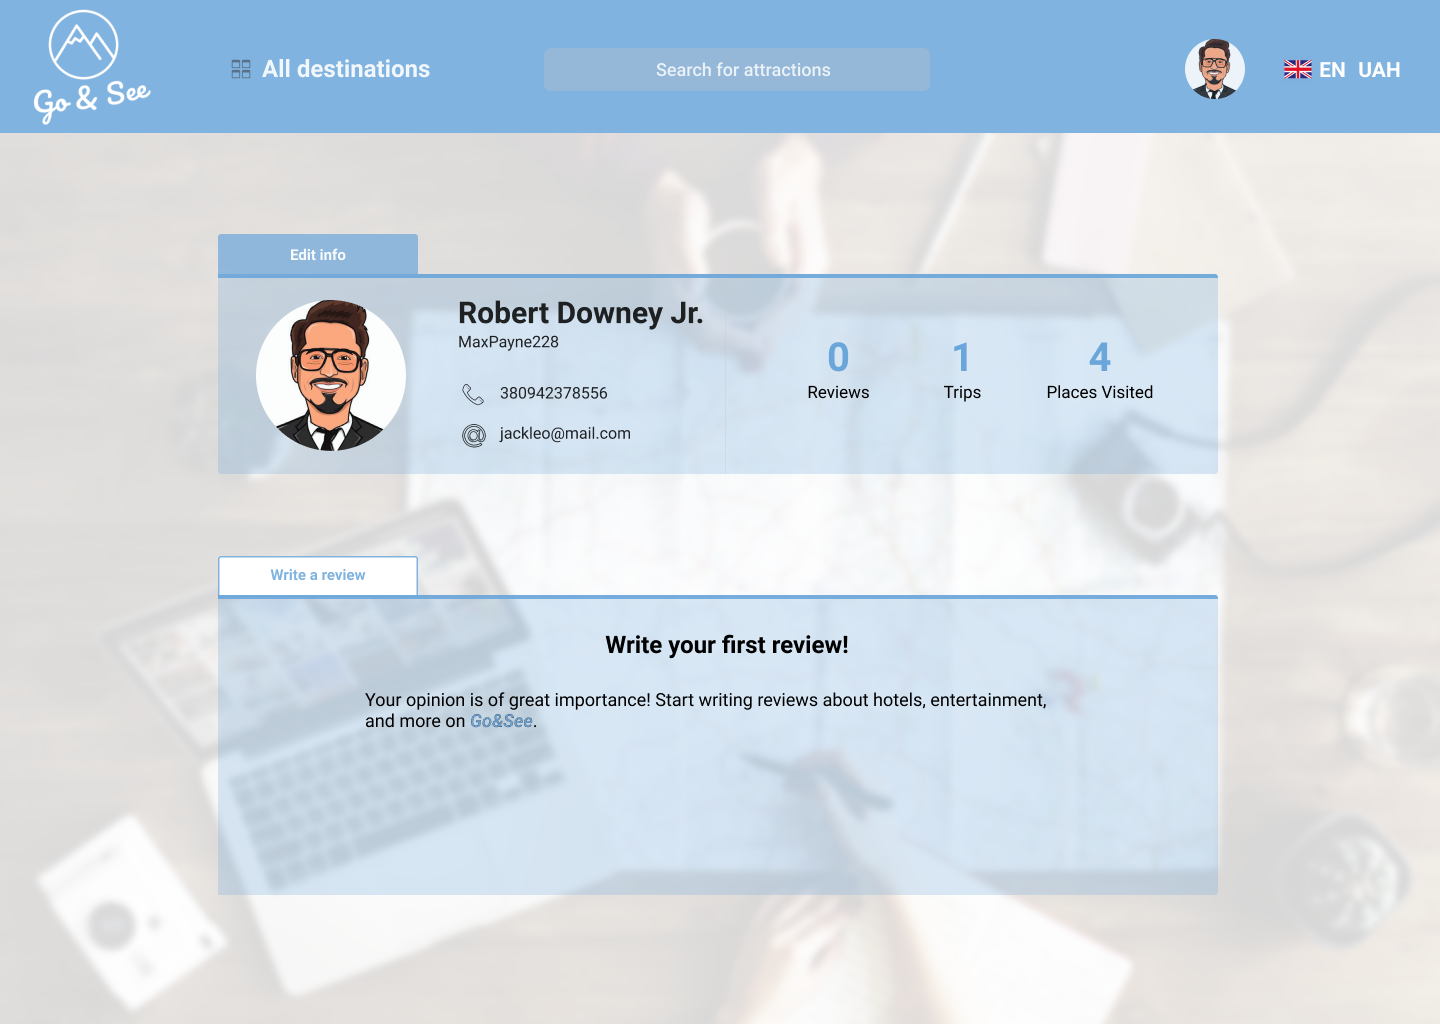 Go & See
All destinations
Search for attractions
EN UAH
Edit info
Robert Downey Jr.
MaxPayne228
380942378556
jackleo@mail.com
0
Reviews
1
Trips
4
Places Visited
Write a review
Write your first review!
Your opinion is of great importance! Start writing reviews about hotels, entertainment,
and more on Go&See.